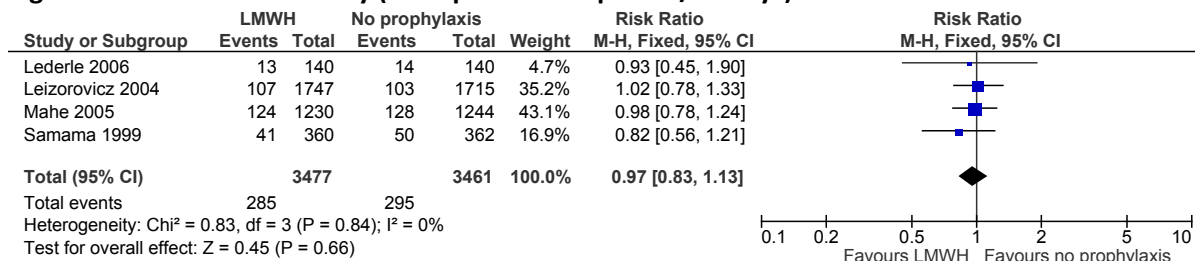 LMWH No prophylaxis Risk Ratio Risk Ratio
Study or Subgroup Events Total Events Total Weight M-H, Fixed, 95% CI M-H, Fixed, 95% CI
Lederle 2006 13 140 14 140 4.7% 0.93 [0.45, 1.90]
Leizorovicz 2004 107 1747 103 1715 35.2% 1.02 [0.78, 1.33]
Mahe 2005 124 1230 128 1244 43.1% 0.98 [0.78, 1.24]
Samama 1999 41 360 50 362 16.9% 0.82 [0.56, 1.21]
Total (95% CI) 3477 3461 100.0% 0.97 [0.83, 1.13]
Total events 285 295
Heterogeneity: Chi² = 0.83, df = 3 (P = 0.84); I² = 0%
Test for overall effect: Z = 0.45 (P = 0.66)
0.1 0.2 0.5 1 2 5 10
Favours LMWH Favours no prophylaxis